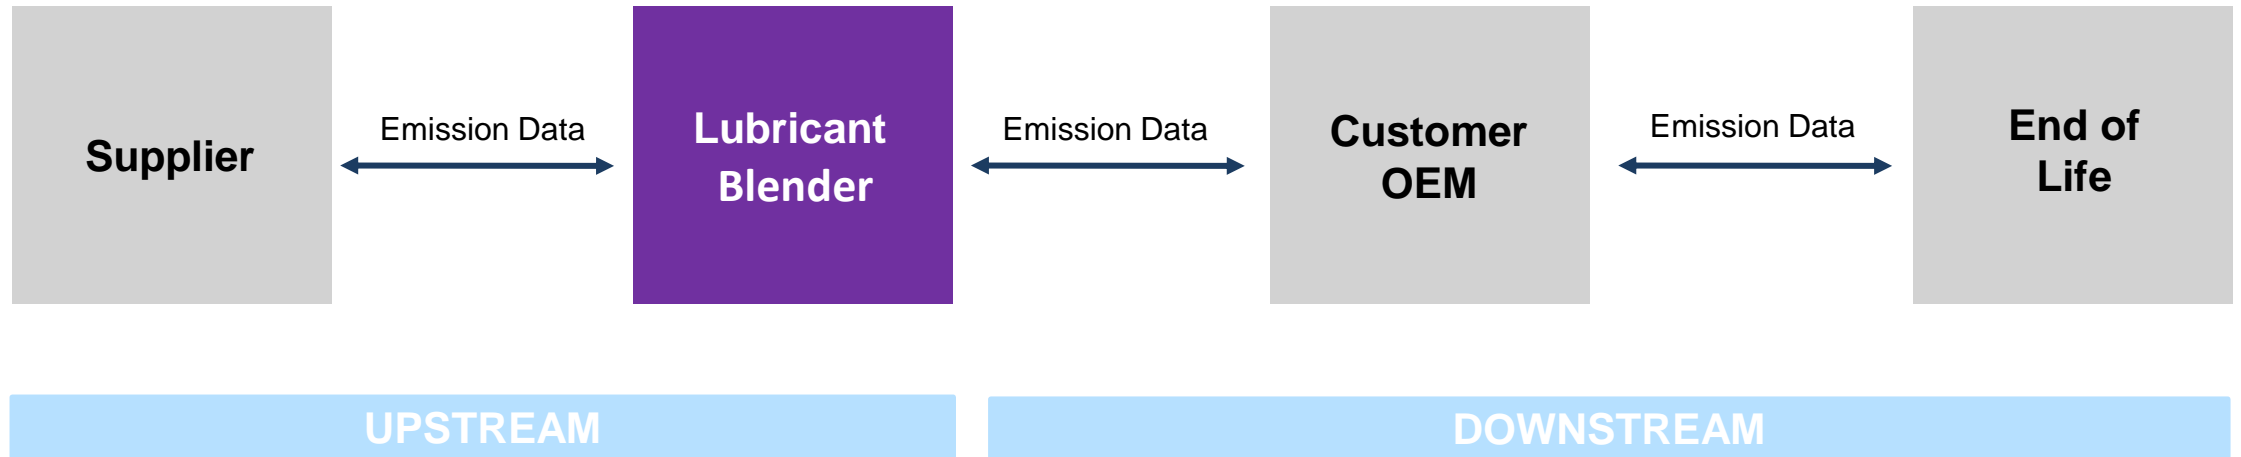 Supplier
Emission Data
Lubricant
Blender
Emission Data
Customer
OEM
Emission Data
End of
Life
UPSTREAM
DOWNSTREAM